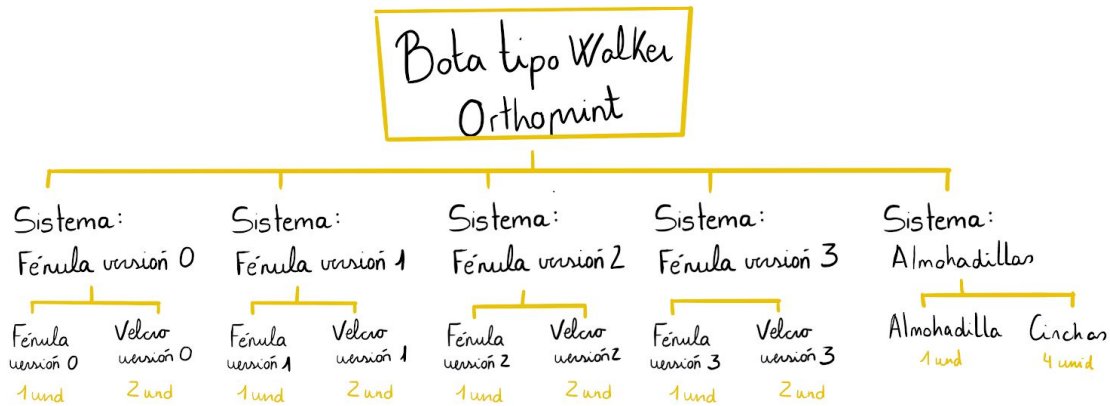 Bota tipo Walker
Orthoprint
Sistema:
Férula versión 0
Sistema:
Férula versión 1
Sistema:
Férula versión 2
Sistema:
Férula versión 3
Sistema:
Almohadillas
Férula
versión 0
1 und
Velcro
versión 0
2 und
Férula
versión 1
1 und
Velcro
versión 1
2 und
Férula
versión 2
1 und
Velcro
versión 2
2 und
Férula
versión 3
1 und
Velcro
versión 3
2 und
Almohadilla
1 und
Cinchas
4 unid